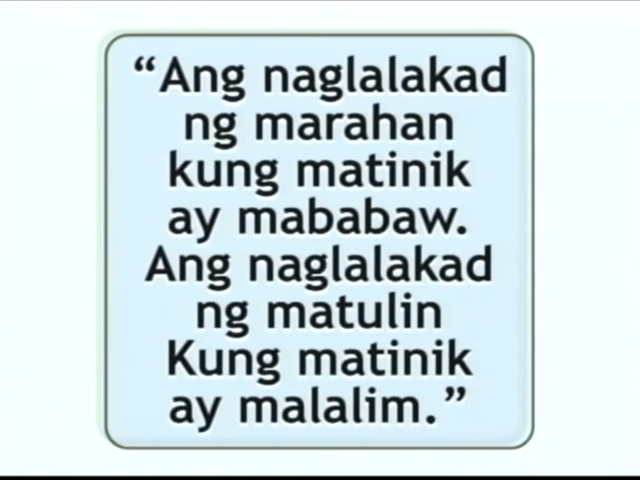 “Ang naglalakad
ng marahan
kung matinik
ay mababaw.
Ang naglalakad
ng matulin
Kung matinik
ay malalim.”